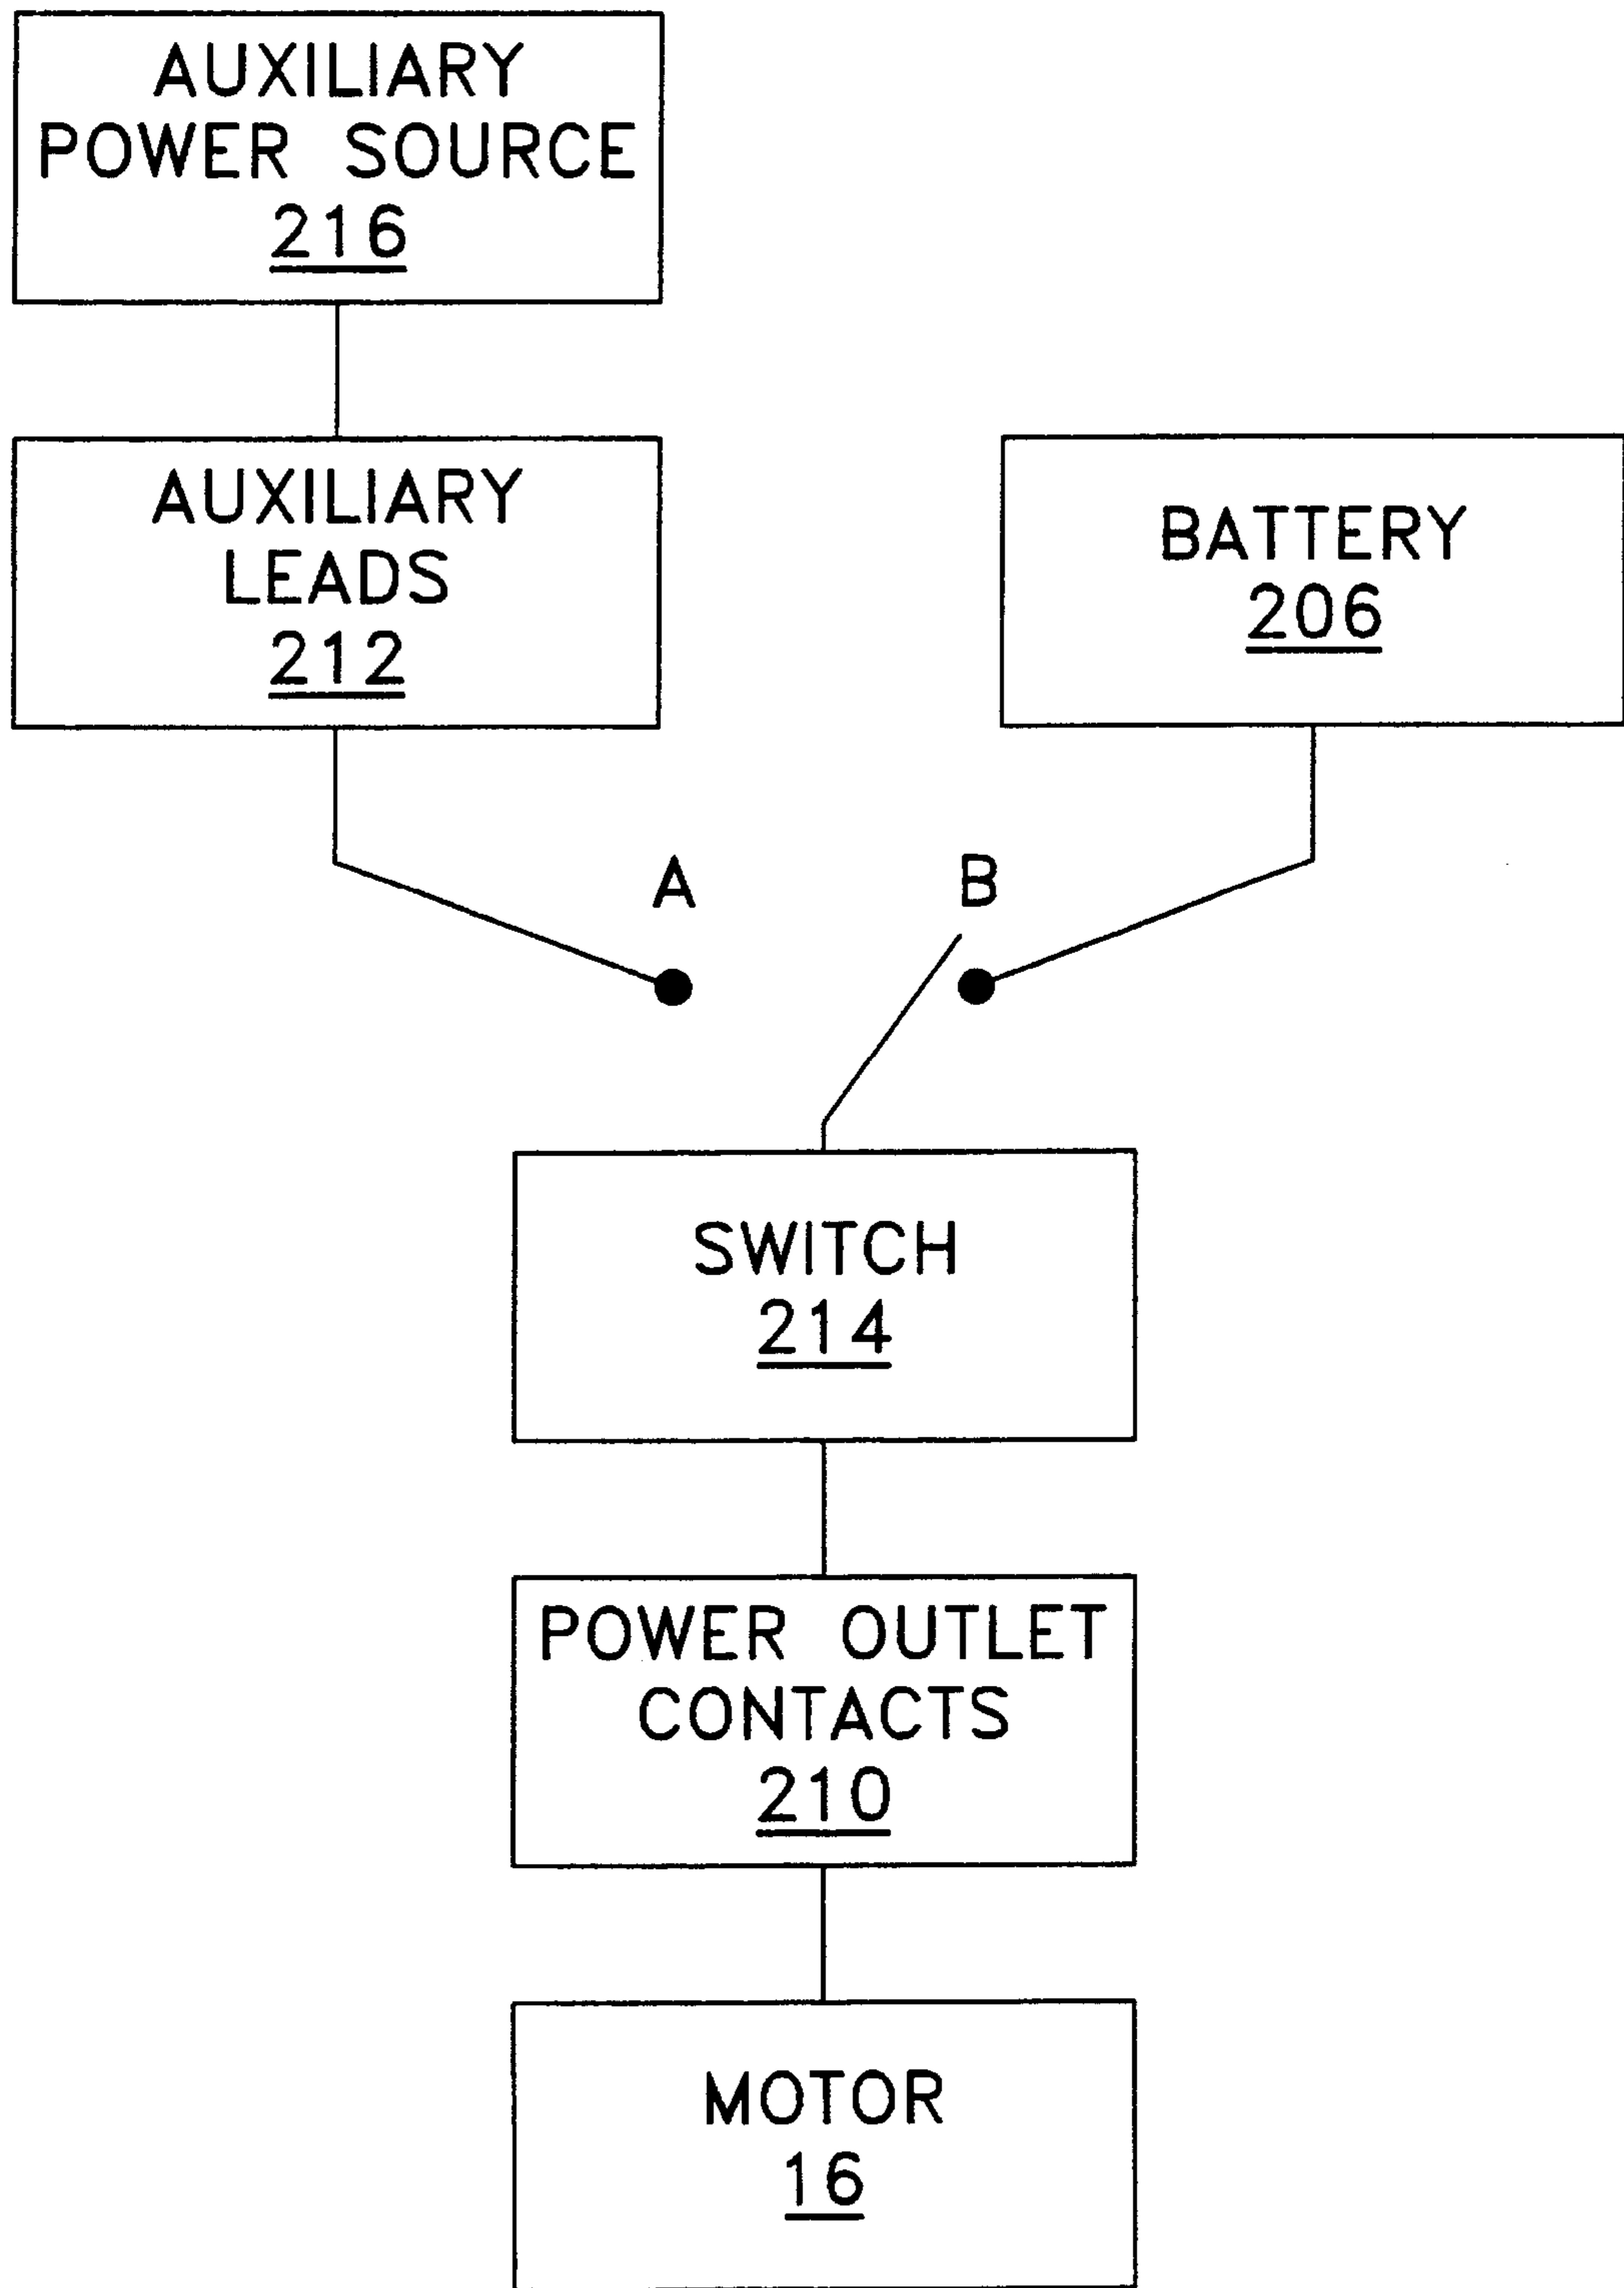 AUXILIARY
POWER SOURCE
216
AUXILIARY
LEADS
212
BATTERY
206
A
B
SWITCH
214
POWER OUTLET
CONTACTS
210
MOTOR
16